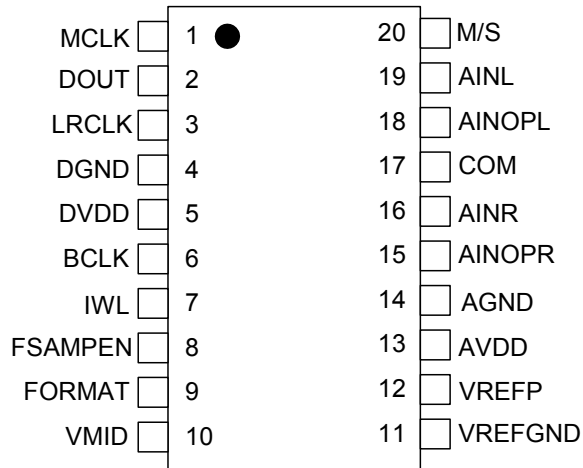 MCLK 1 20 M/S
DOUT 2 19 AINL
LRCLK 3 18 AINOPL
DGND 4 17 COM
DVDD 5 16 AINR
BCLK 6 15 AINOPR
IWL 7 14 AGND
FSAMPEN 8 13 AVDD
FORMAT 9 12 VREFP
VMID 10 11 VREFGND